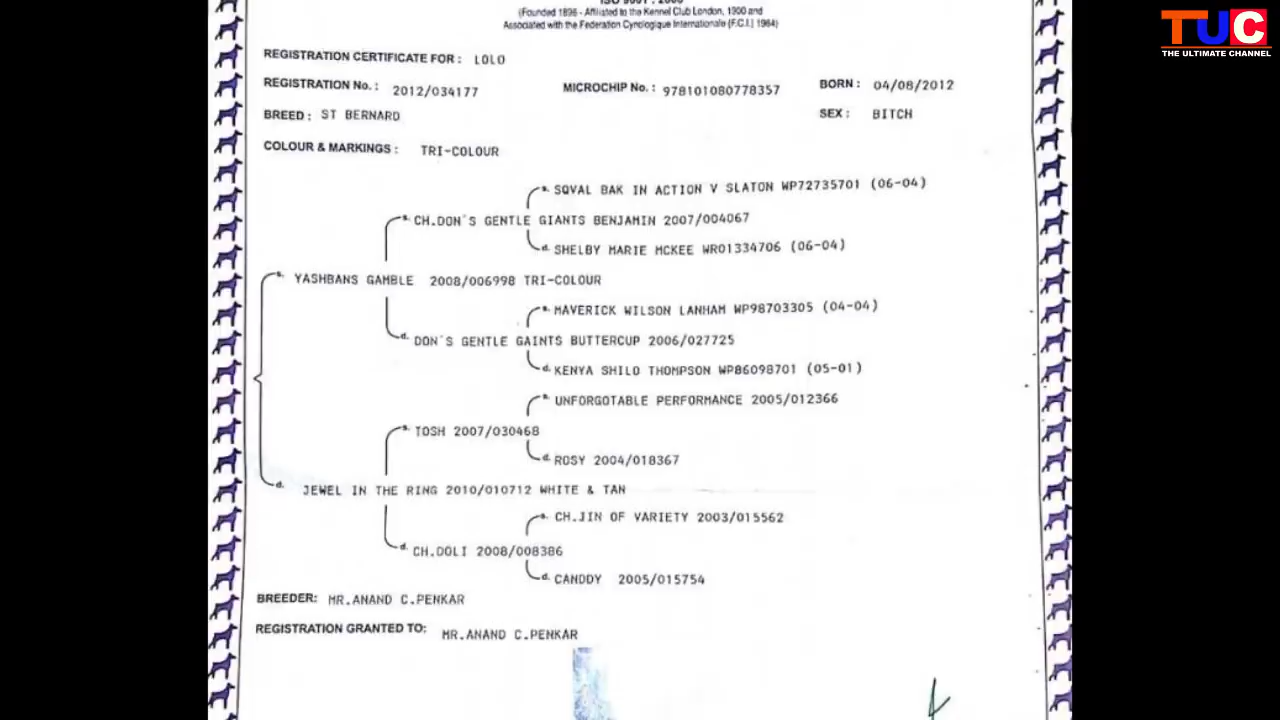 ISO 9001 : 2000
(Founded 1896 - Affiliated to the Kennel Club London, 1900 and
Associated with the Federation Cynologique Internationale (F.C.I.) 1964)
TUC
THE ULTIMATE CHANNEL
REGISTRATION CERTIFICATE FOR : LOLO
REGISTRATION No. : 2012/034177 MICROCHIP No. : 978101080778357 BORN : 04/08/2012
BREED : ST BERNARD SEX : BITCH
COLOUR & MARKINGS : TRI-COLOUR
s. SQVAL BAK IN ACTION V SLATON WP72735701 (06-04)
s. CH.DON'S GENTLE GIANTS BENJAMIN 2007/004067
d. SHELBY MARIE MCKEE WR01334706 (06-04)
s. YASHBANS GAMBLE 2008/006998 TRI-COLOUR
s. MAVERICK WILSON LANHAM WP98703305 (04-04)
d. DON'S GENTLE GAINTS BUTTERCUP 2006/027725
d. KENYA SHILO THOMPSON WP86098701 (05-01)
s. UNFORGOTABLE PERFORMANCE 2005/012366
s. TOSH 2007/030468
d. ROSY 2004/018367
d. JEWEL IN THE RING 2010/010712 WHITE & TAN
s. CH.JIN OF VARIETY 2003/015562
d. CH.DOLI 2008/008386
d. CANDDY 2005/015754
BREEDER: MR.ANAND C.PENKAR
REGISTRATION GRANTED TO: MR.ANAND C.PENKAR